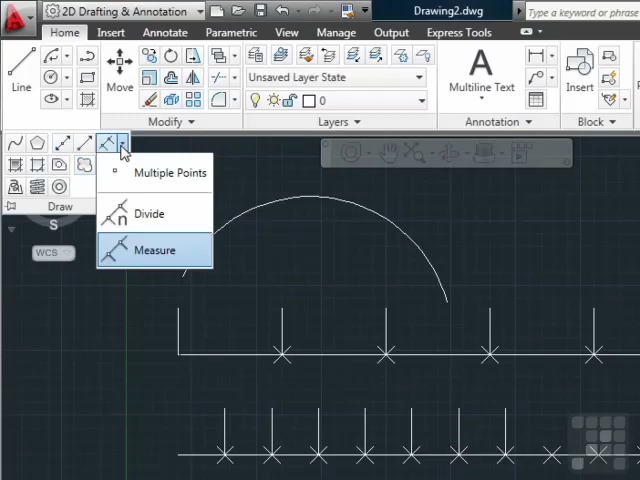 2D Drafting & Annotation
Drawing2.dwg
Type a keyword or phrase
Home Insert Annotate Parametric View Manage Output Express Tools
Line
Move
Unsaved Layer State
0
Multiline Text
Insert
Modify
Layers
Annotation
Block
Multiple Points
Divide
Measure
Draw
S
WCS